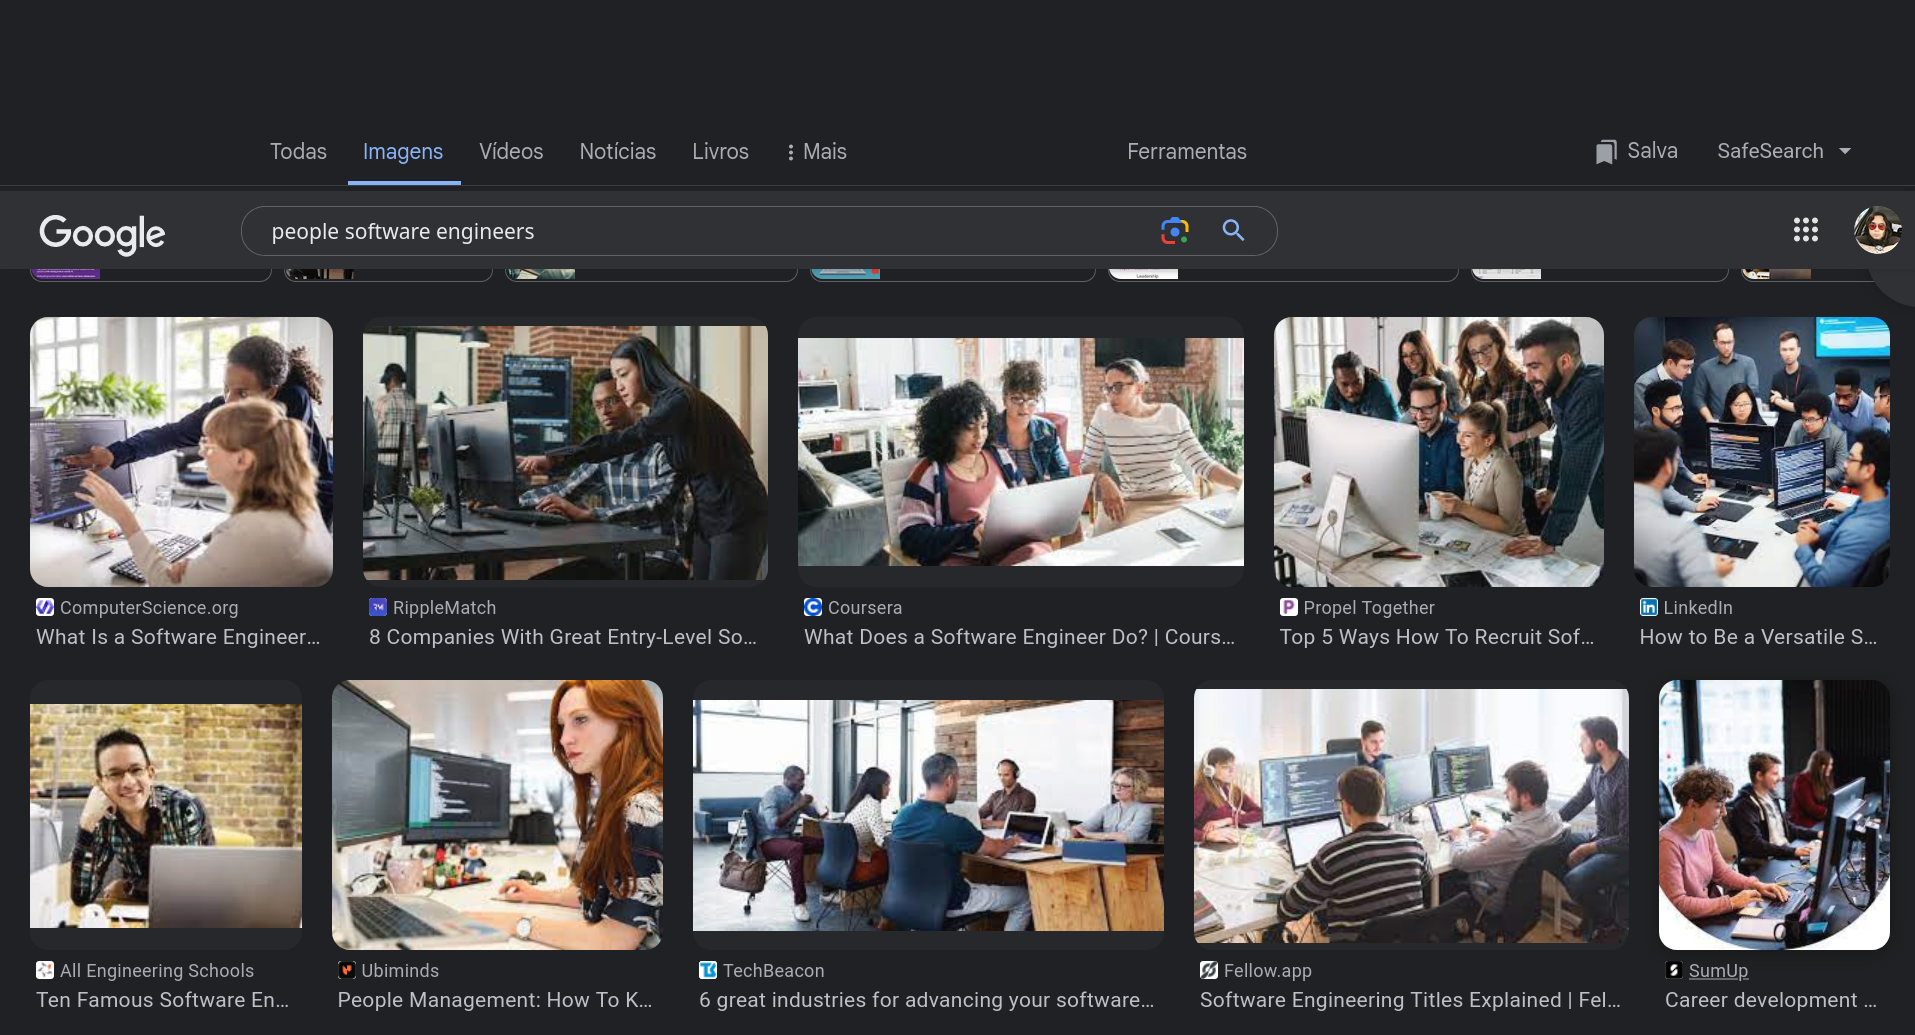 Todas Imagens Vídeos Notícias Livros Mais Ferramentas Salva SafeSearch
Google people software engineers
Leadership
ComputerScience.org RippleMatch Coursera Propel Together LinkedIn
What Is a Software Engineer... 8 Companies With Great Entry-Level So... What Does a Software Engineer Do? | Cours... Top 5 Ways How To Recruit Sof... How to Be a Versatile S...
All Engineering Schools Ubiminds TechBeacon Fellow.app SumUp
Ten Famous Software En... People Management: How To K... 6 great industries for advancing your software... Software Engineering Titles Explained | Fel... Career development ...